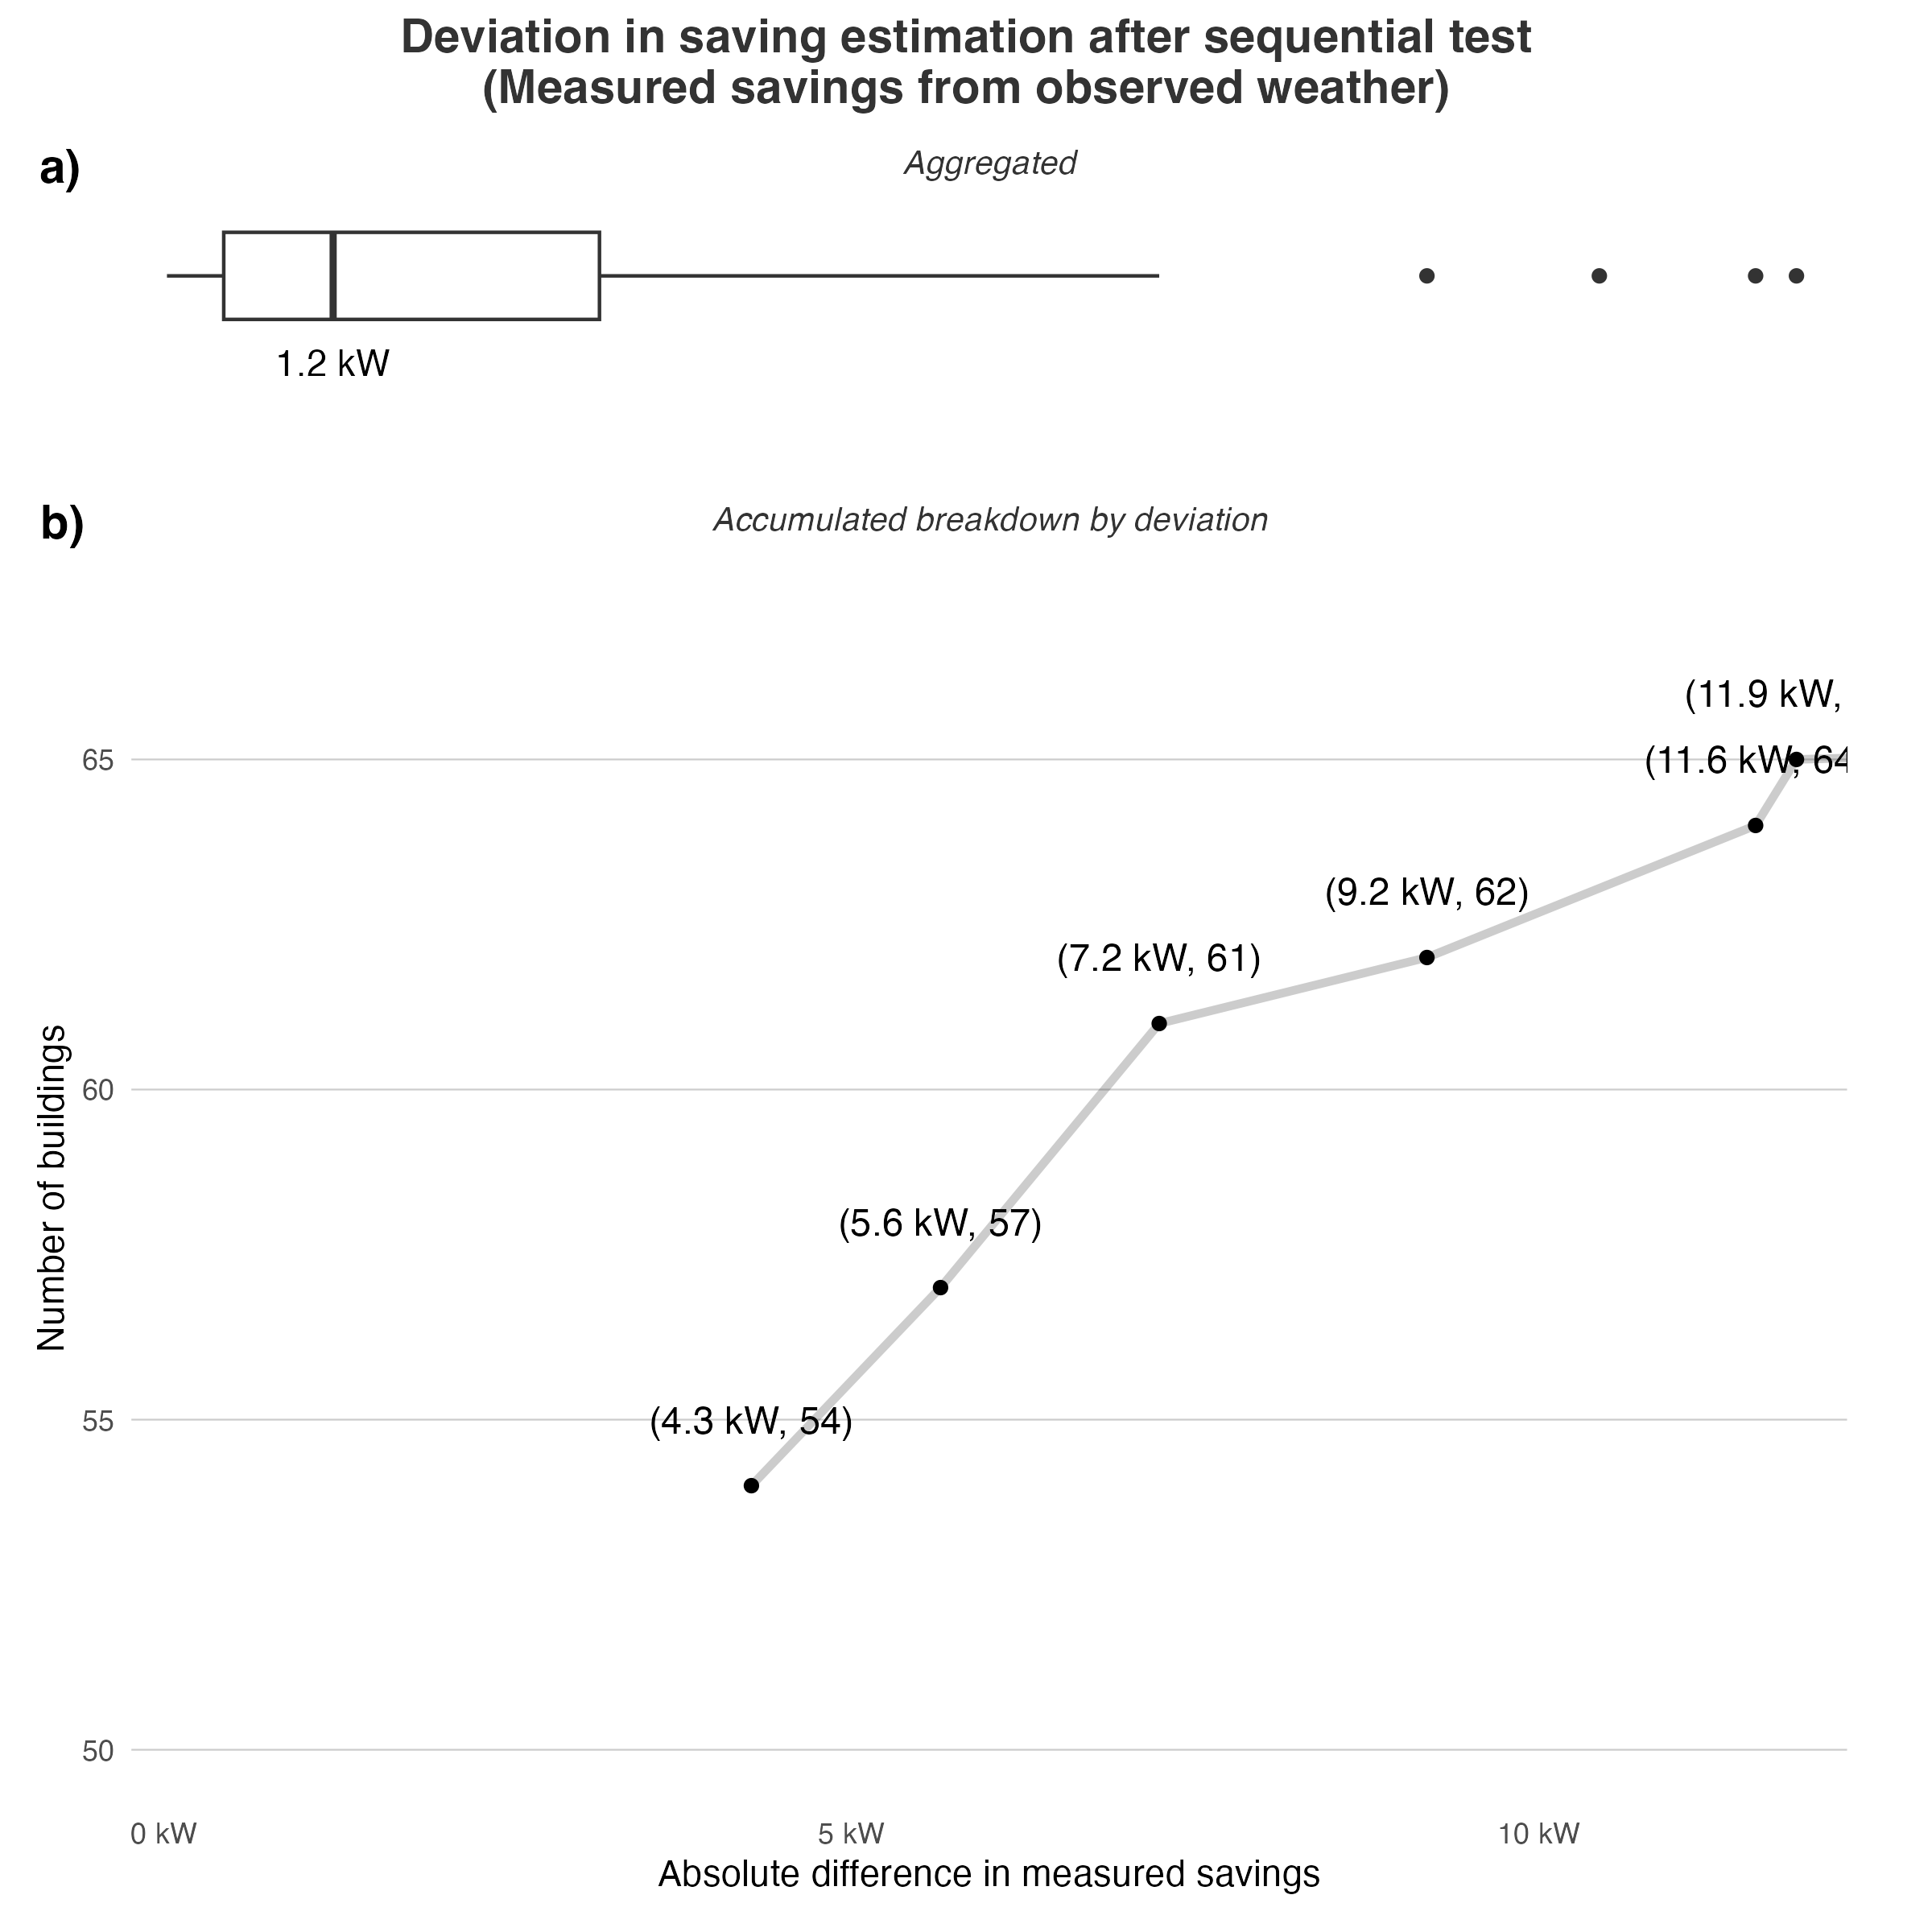 Deviation in saving estimation after sequential test
(Measured savings from observed weather)
a)
Aggregated
1.2 kW
b)
Accumulated breakdown by deviation
(11.9 kW,
65
(11.6 kW, 64
(9.2 kW, 62)
(7.2 kW, 61)
60
Number of buildings
(5.6 kW, 57)
55
(4.3 kW, 54)
50
0 kW
5 kW
10 kW
Absolute difference in measured savings